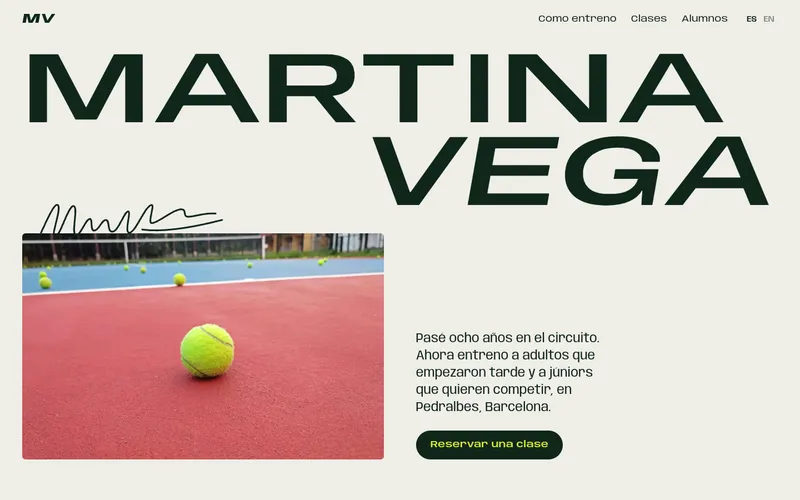 MV
Como entreno Clases Alumnos ES EN
MARTINA
VEGA
Pasé ocho años en el circuito.
Ahora entreno a adultos que
empezaron tarde y a júniors
que quieren competir, en
Pedralbes, Barcelona.
Reservar una clase